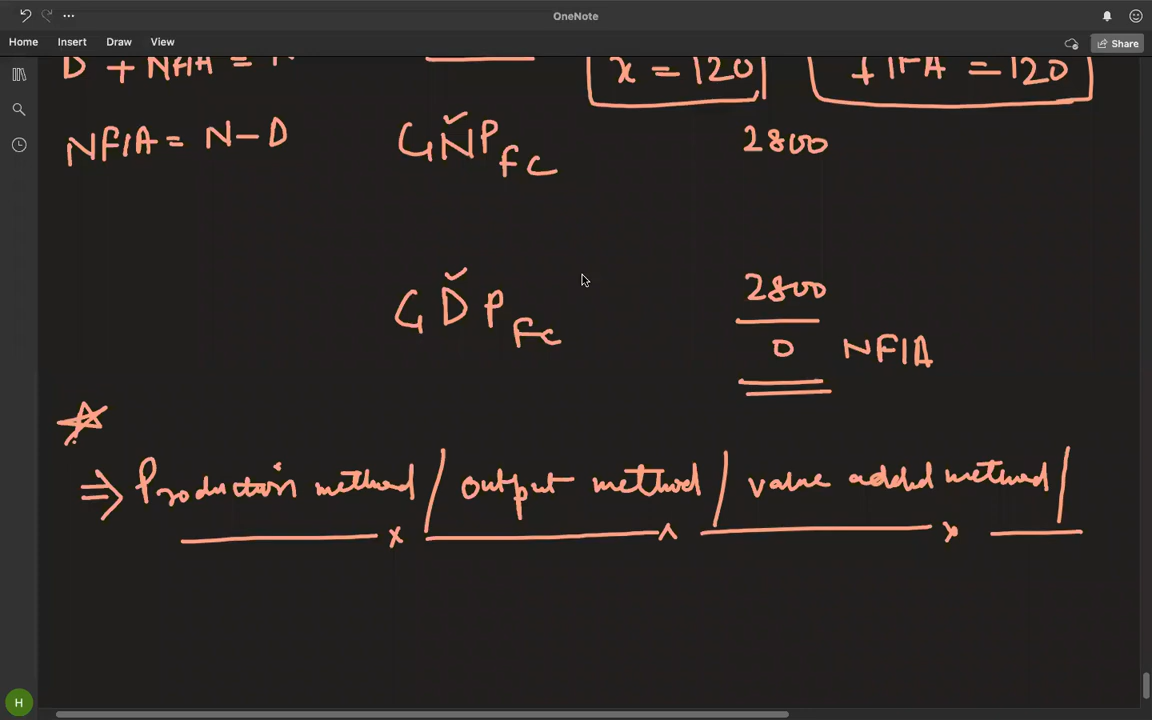 OneNote
Home Insert Draw View Share
D + NFIA = N
x = 120
+ IFA = 120
NFIA = N - D
GNP FC 2800
GDP FC 2800
0 NFIA
⇒ Production method / output method / value added method /
H